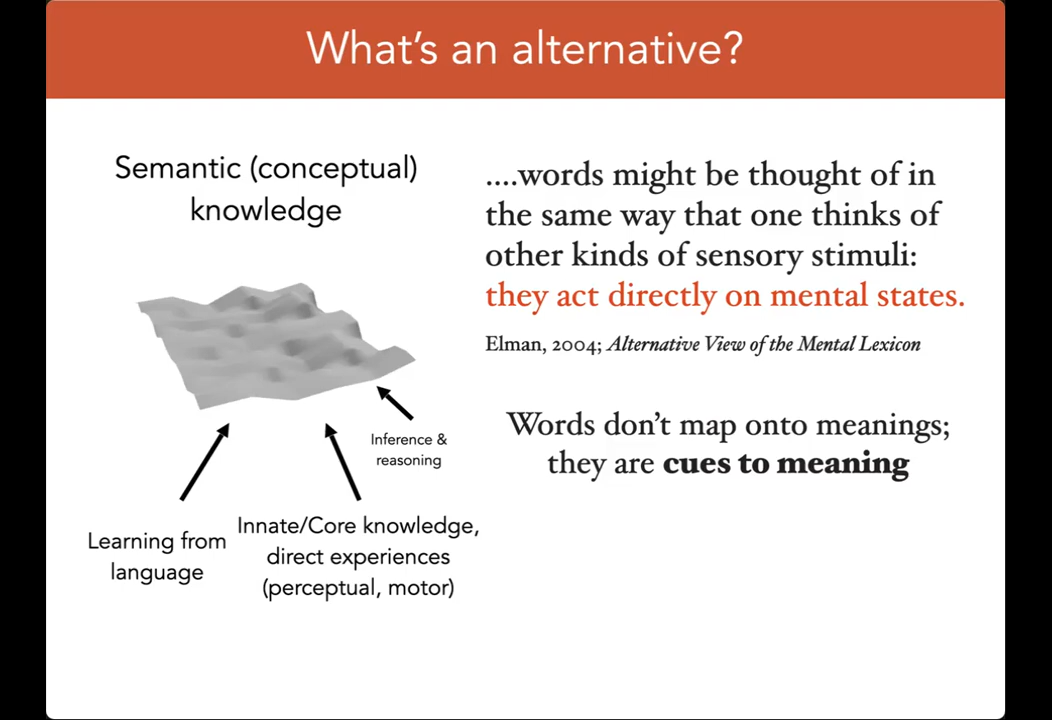 What's an alternative?
Semantic (conceptual)
knowledge
Inference &
reasoning
Learning from
language
Innate/Core knowledge,
direct experiences
(perceptual, motor)
....words might be thought of in
the same way that one thinks of
other kinds of sensory stimuli:
they act directly on mental states.
Elman, 2004; Alternative View of the Mental Lexicon
Words don't map onto meanings;
they are cues to meaning